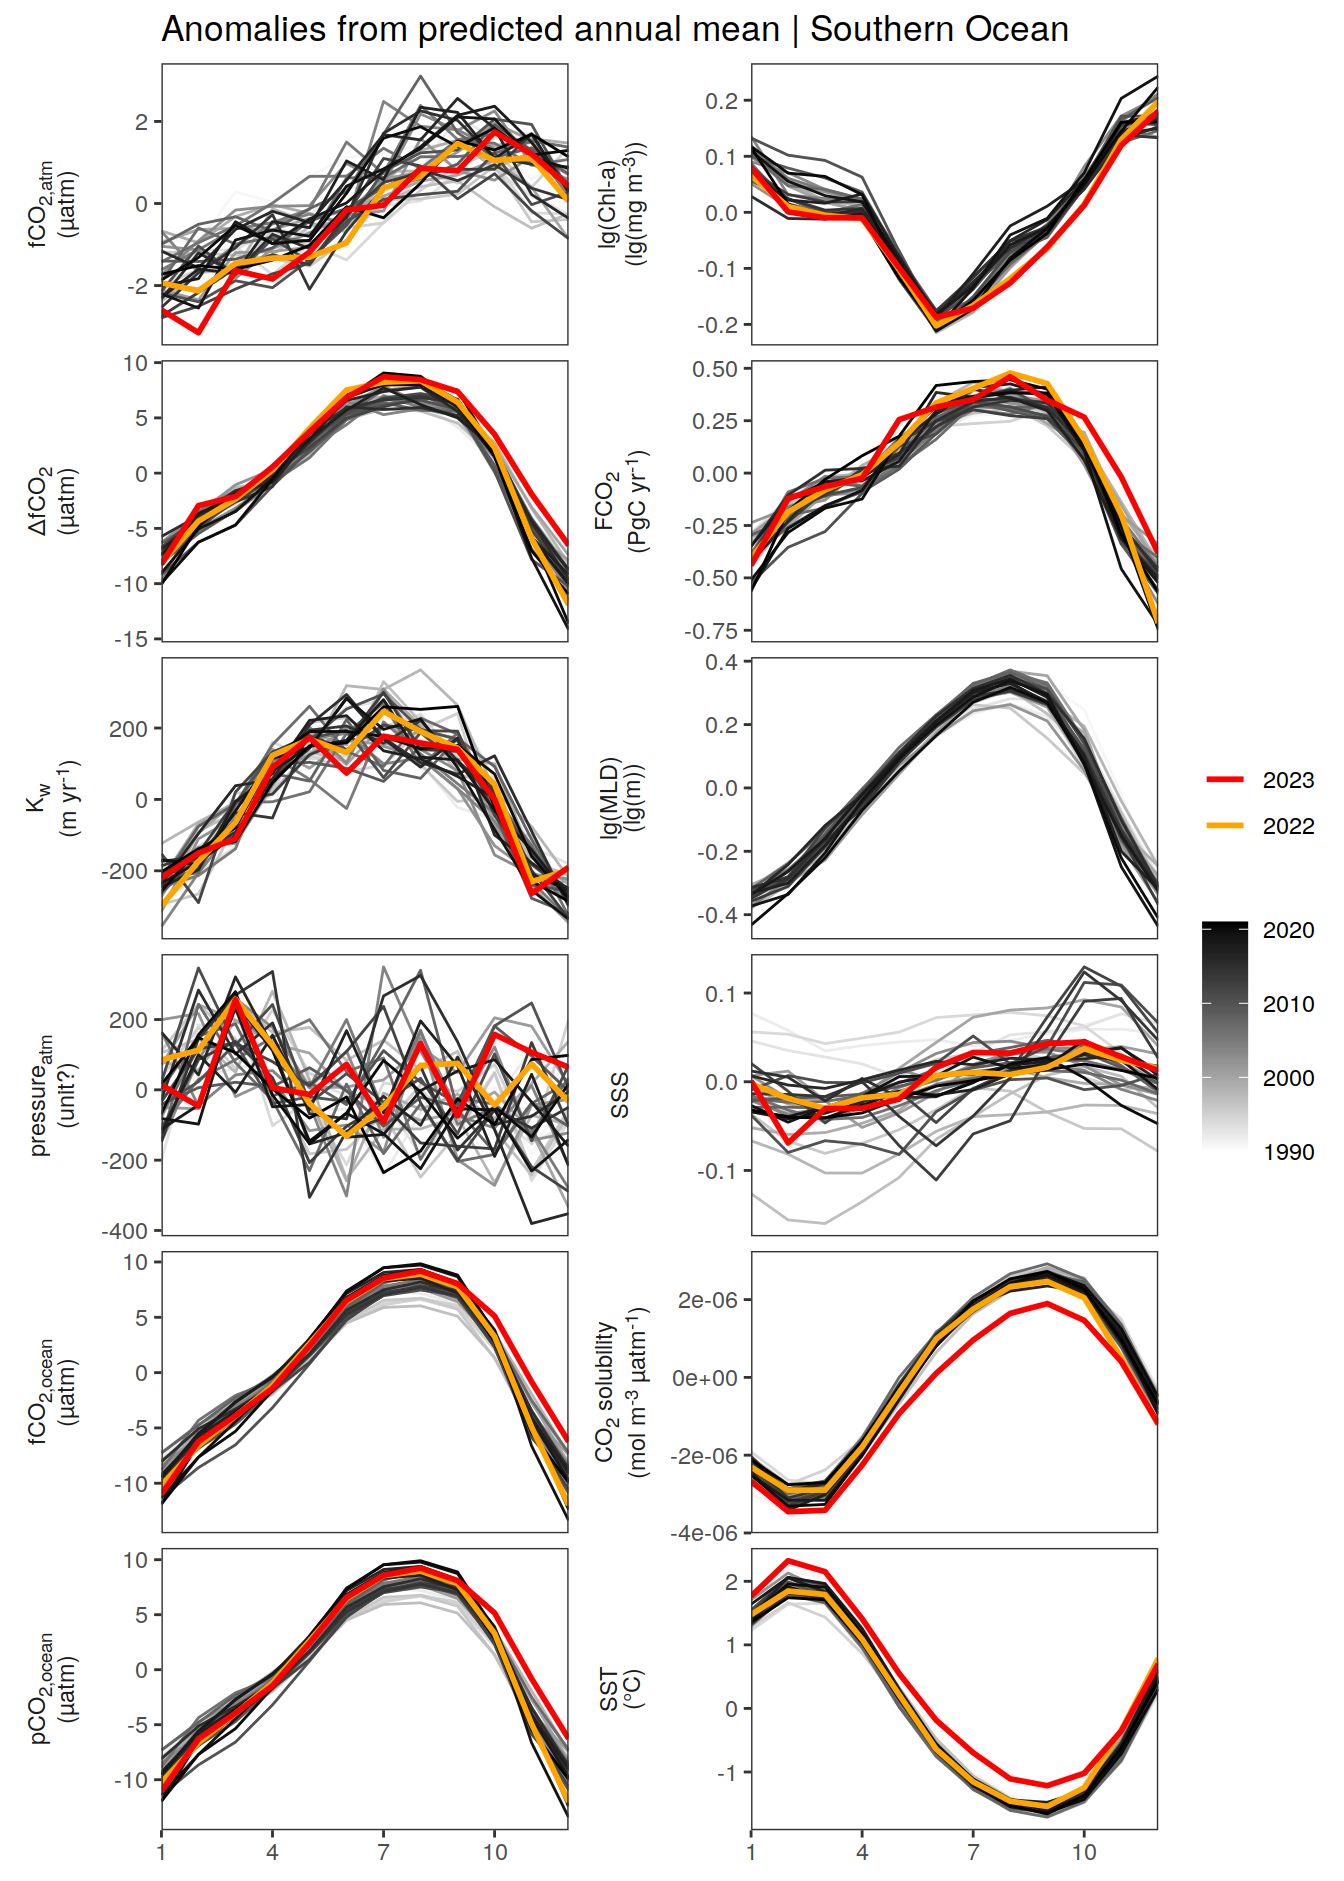 Anomalies from predicted annual mean | Southern Ocean
fCO2,atm
(µatm)
2
0
-2
lg(Chl-a)
(lg(mg m-3))
0.2
0.1
0.0
-0.1
-0.2
ΔfCO2
(µatm)
10
5
0
-5
-10
-15
FCO2
(PgC yr-1)
0.50
0.25
0.00
-0.25
-0.50
-0.75
Kw
(m yr-1)
200
0
-200
lg(MLD)
(lg(m))
0.4
0.2
0.0
-0.2
-0.4
pressureatm
(unit?)
200
0
-200
-400
SSS
0.1
0.0
-0.1
fCO2,ocean
(µatm)
10
5
0
-5
-10
CO2 solubility
(mol m-3 µatm-1)
2e-06
0e+00
-2e-06
-4e-06
pCO2,ocean
(µatm)
10
5
0
-5
-10
SST
(°C)
2
1
0
-1
1 4 7 10
1 4 7 10
2023
2022
2020
2010
2000
1990